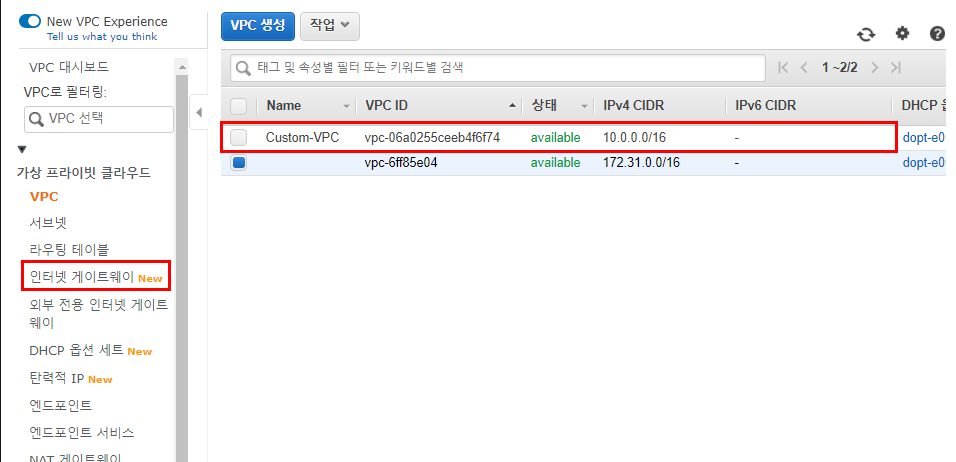 New VPC Experience
Tell us what you think
VPC 대시보드
VPC로 필터링:
VPC 선택
가상 프라이빗 클라우드
VPC
서브넷
라우팅 테이블
인터넷 게이트웨이 New
외부 전용 인터넷 게이트
웨이
DHCP 옵션 세트 New
탄력적 IP New
엔드포인트
엔드포인트 서비스
NAT 게이트웨이
VPC 생성 작업
태그 및 속성별 필터 또는 키워드별 검색
1 ~2/2
Name VPC ID 상태 IPv4 CIDR IPv6 CIDR DHCP
Custom-VPC vpc-06a0255ceeb4f6f74 available 10.0.0.0/16 - dopt-e0
vpc-6ff85e04 available 172.31.0.0/16 - dopt-e0